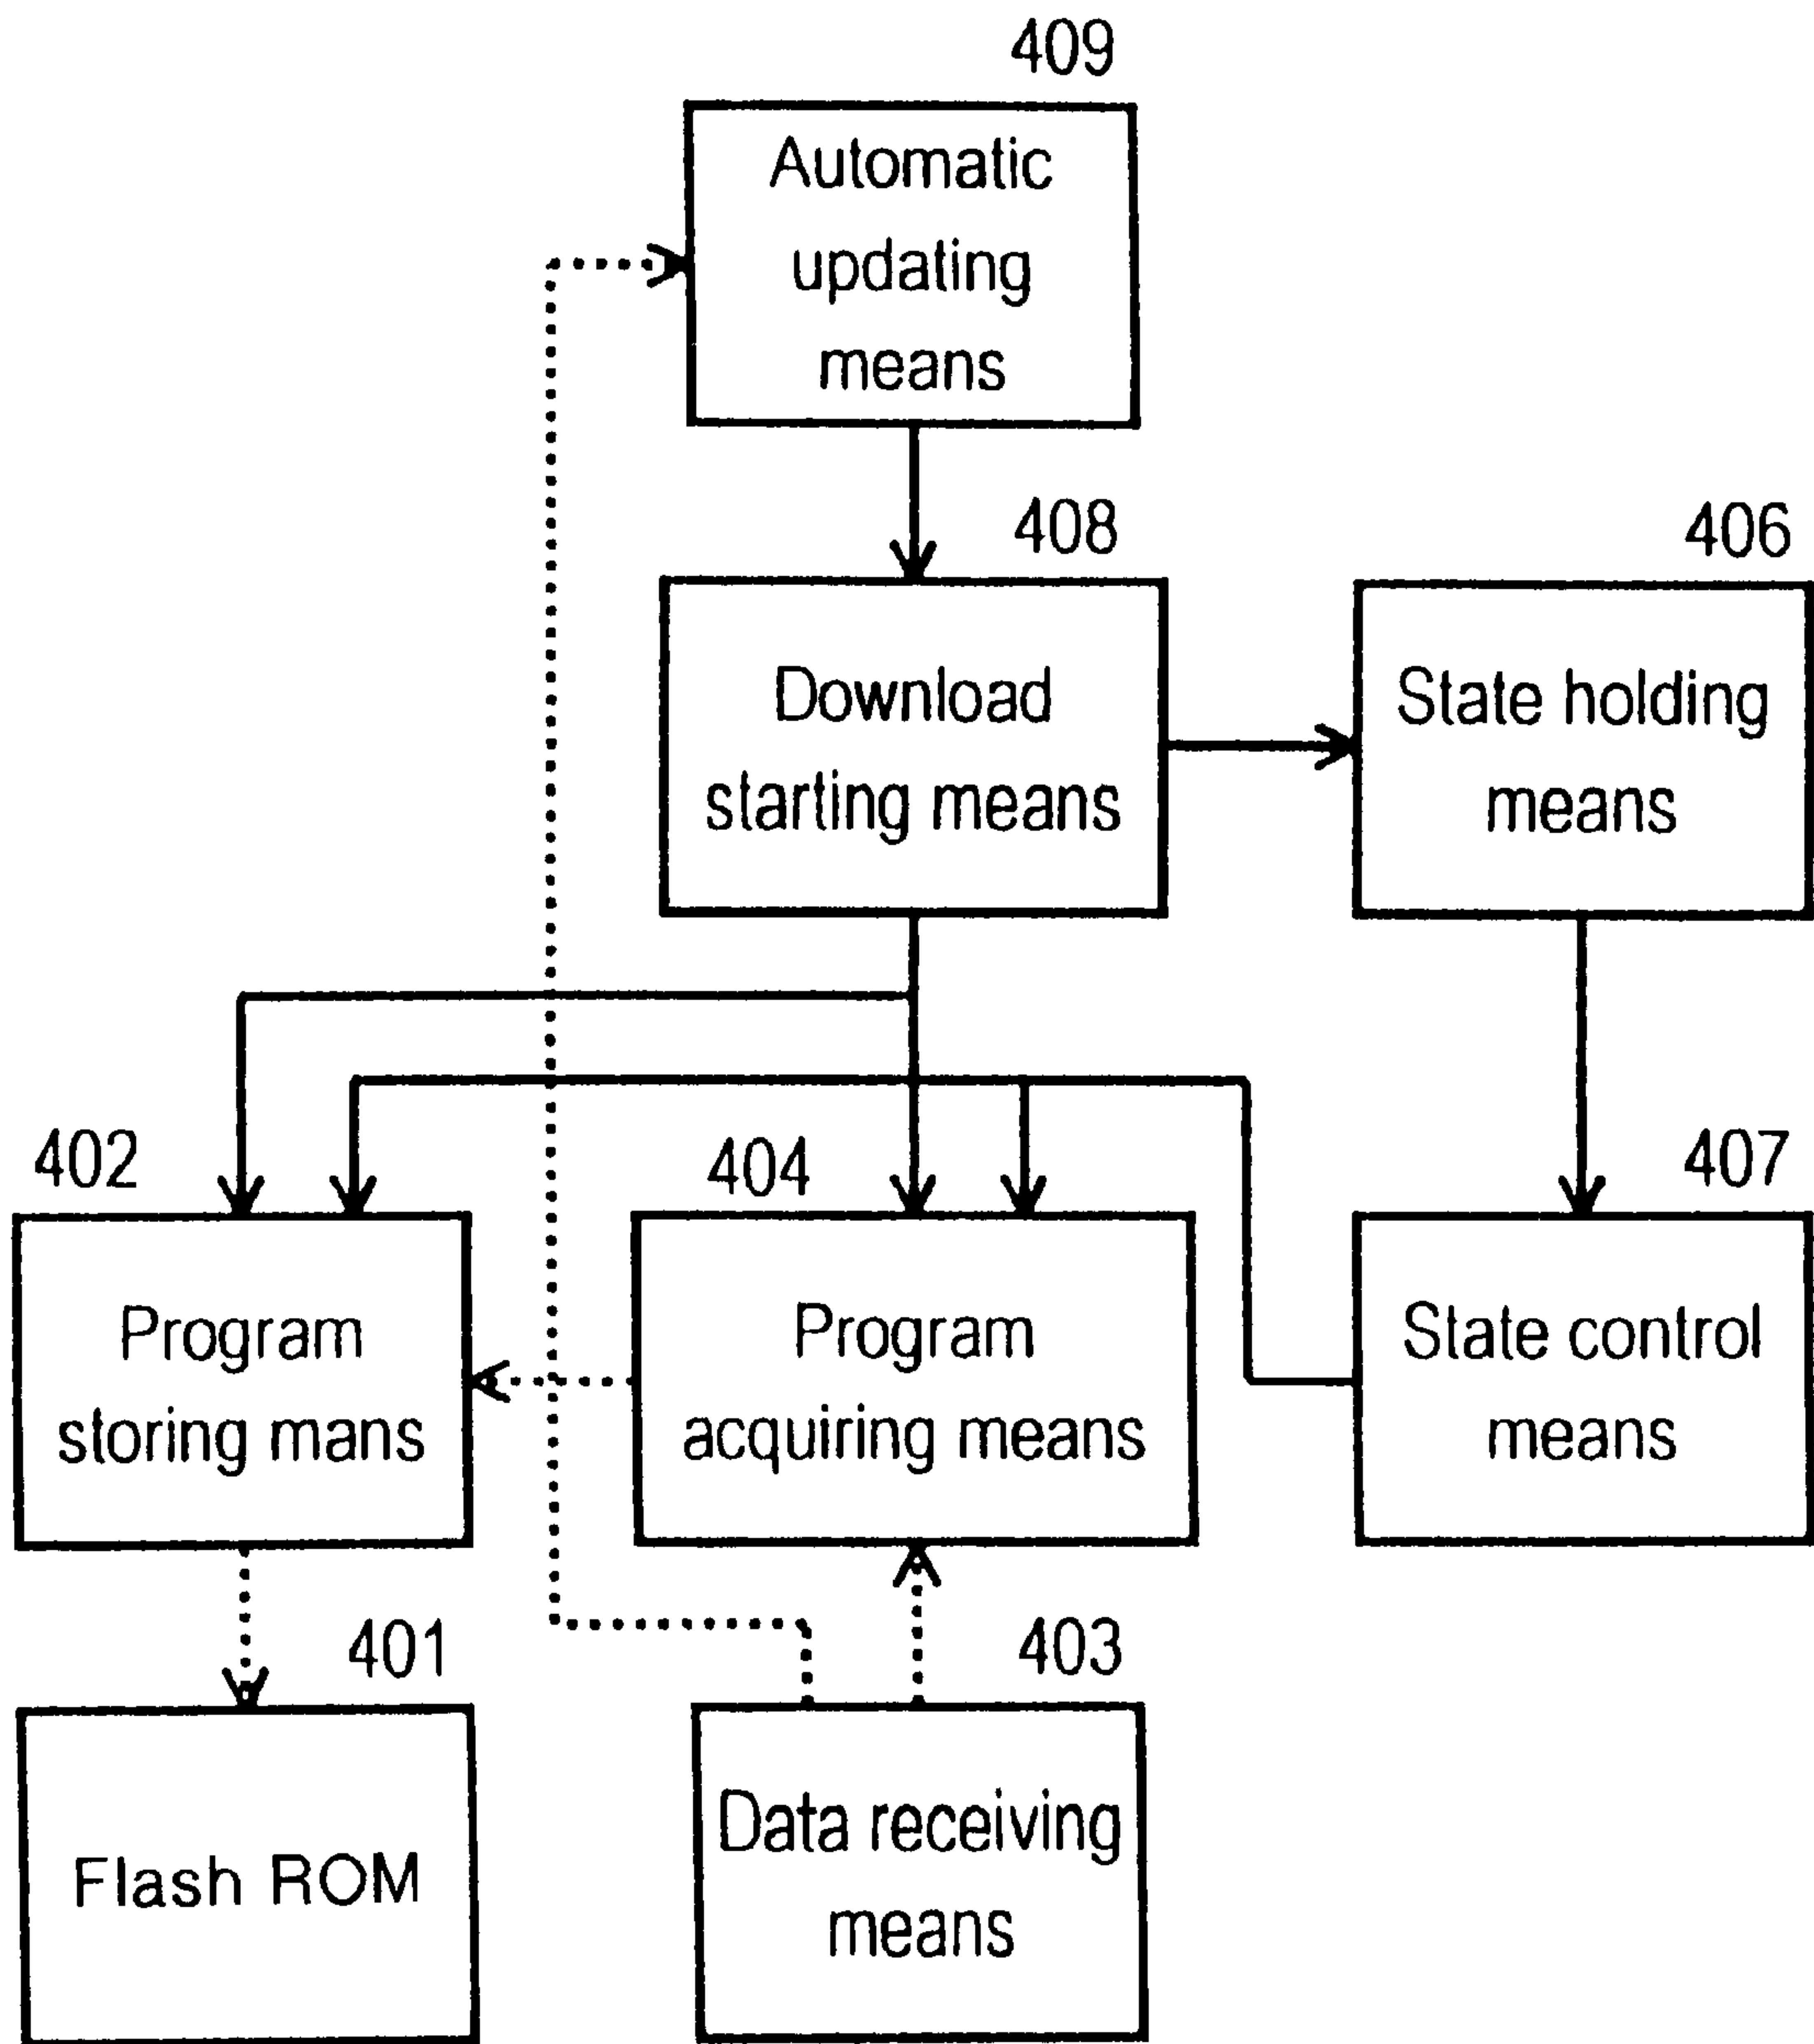 409
Automatic
updating
means
408
Download
starting means
406
State holding
means
402
Program
storing mans
404
Program
acquiring means
407
State control
means
401
Flash ROM
403
Data receiving
means